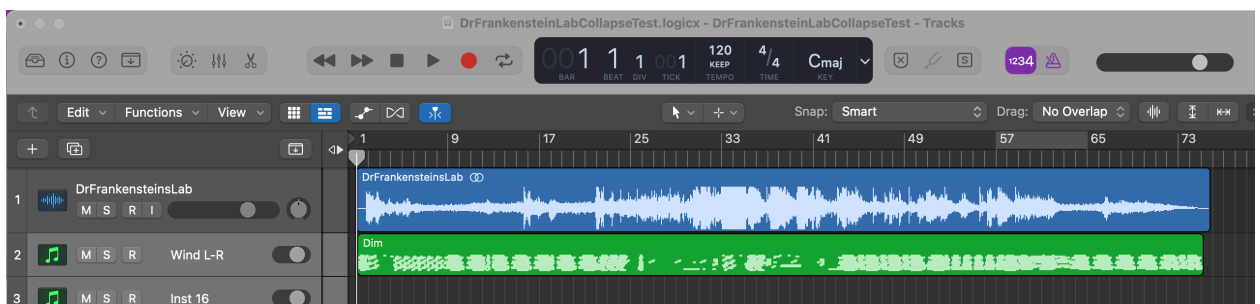 DrFrankensteinLabCollapseTest.logicx - DrFrankensteinLabCollapseTest - Tracks
001 1 1 001 120 KEEP 4/4 Cmaj
BAR BEAT DIV TICK TEMPO TIME KEY
S 1234
Edit Functions View Snap: Smart Drag: No Overlap
1 9 17 25 33 41 49 57 65 73
DrFrankensteinsLab
1 DrFrankensteinsLab
M S R I
Dim
2 M S R Wind L-R
3 M S R Inst 16